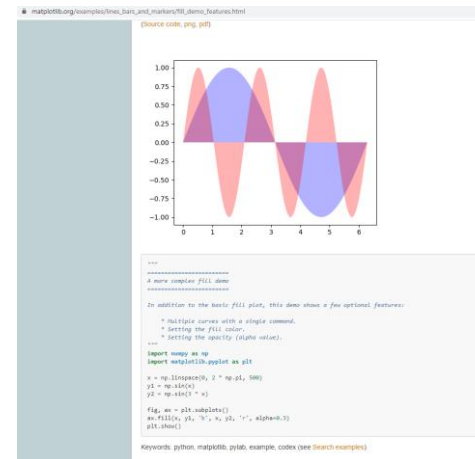 matplotlib.org/examples/lines_bars_and_markers/fill_demo_features.html
(Source code, png, pdf)
1.00
0.75
0.50
0.25
0.00
−0.25
−0.50
−0.75
−1.00
0 1 2 3 4 5 6
"""
=======================
A more complex fill demo
=======================
In addition to the basic fill plot, this demo shows a few optional features:
* Multiple curves with a single command.
* Setting the fill color.
* Setting the opacity (alpha value).
"""
import numpy as np
import matplotlib.pyplot as plt
x = np.linspace(0, 2 * np.pi, 500)
y1 = np.sin(x)
y2 = np.sin(3 * x)
fig, ax = plt.subplots()
ax.fill(x, y1, 'b', x, y2, 'r', alpha=0.3)
plt.show()
Keywords: python, matplotlib, pylab, example, codex (see Search examples)